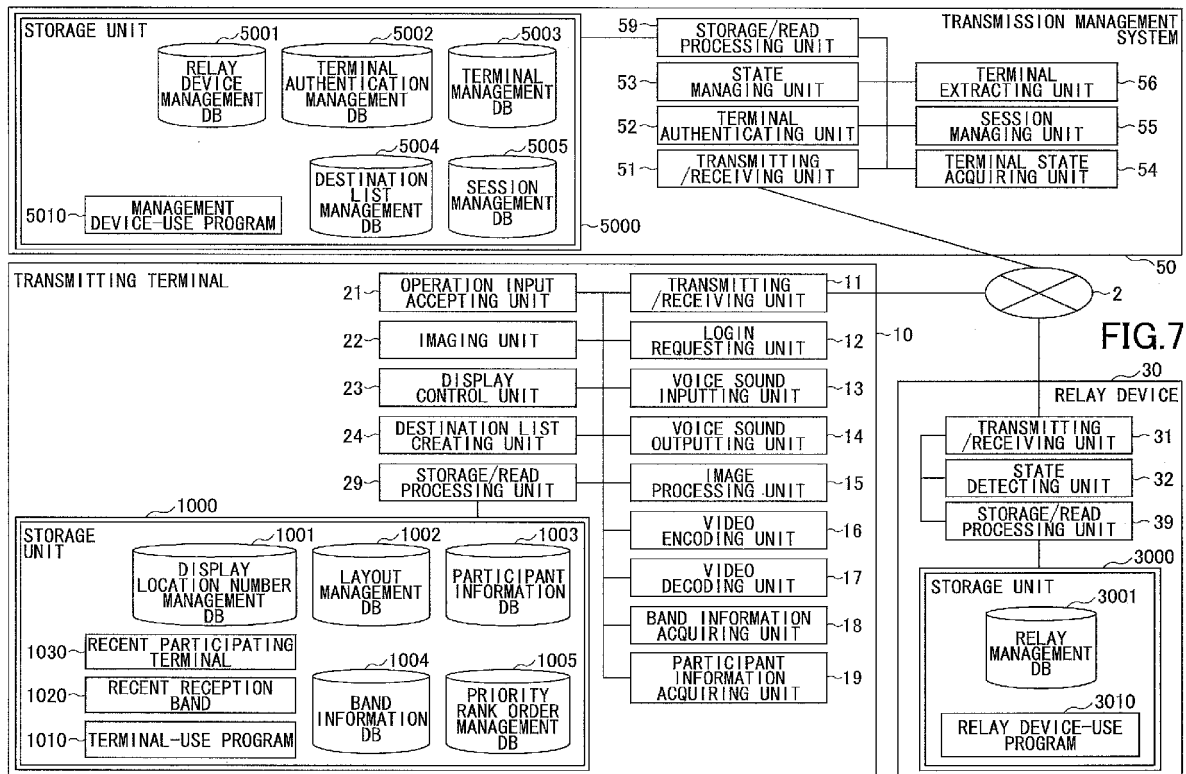 STORAGE UNIT
5001
RELAY
DEVICE
MANAGEMENT
DB
5002
TERMINAL
AUTHENTICATION
MANAGEMENT
DB
5003
TERMINAL
MANAGEMENT
DB
5004
DESTINATION
LIST
MANAGEMENT
DB
5005
SESSION
MANAGEMENT
DB
5010
MANAGEMENT
DEVICE-USE PROGRAM
5000
TRANSMISSION MANAGEMENT
SYSTEM
59
STORAGE/READ
PROCESSING UNIT
53
STATE
MANAGING UNIT
TERMINAL
EXTRACTING UNIT
56
52
TERMINAL
AUTHENTICATING UNIT
SESSION
MANAGING UNIT
55
51
TRANSMITTING
/RECEIVING UNIT
TERMINAL STATE
ACQUIRING UNIT
54
50
TRANSMITTING TERMINAL
21
OPERATION INPUT
ACCEPTING UNIT
TRANSMITTING
/RECEIVING UNIT
11
10
2
FIG.7
22
IMAGING UNIT
LOGIN
REQUESTING UNIT
12
23
DISPLAY
CONTROL UNIT
VOICE SOUND
INPUTTING UNIT
13
24
DESTINATION LIST
CREATING UNIT
VOICE SOUND
OUTPUTTING UNIT
14
29
STORAGE/READ
PROCESSING UNIT
IMAGE
PROCESSING UNIT
15
VIDEO
ENCODING UNIT
16
VIDEO
DECODING UNIT
17
BAND INFORMATION
ACQUIRING UNIT
18
PARTICIPANT
INFORMATION
ACQUIRING UNIT
19
1000
STORAGE
UNIT
1001
DISPLAY
LOCATION NUMBER
MANAGEMENT
DB
1002
LAYOUT
MANAGEMENT
DB
1003
PARTICIPANT
INFORMATION
DB
1030
RECENT PARTICIPATING
TERMINAL
1020
RECENT RECEPTION
BAND
1010
TERMINAL-USE PROGRAM
1004
BAND
INFORMATION
DB
1005
PRIORITY
RANK ORDER
MANAGEMENT
DB
30
RELAY DEVICE
TRANSMITTING
/RECEIVING UNIT
31
STATE
DETECTING UNIT
32
STORAGE/READ
PROCESSING UNIT
39
3000
STORAGE UNIT
3001
RELAY
MANAGEMENT
DB
3010
RELAY DEVICE-USE
PROGRAM